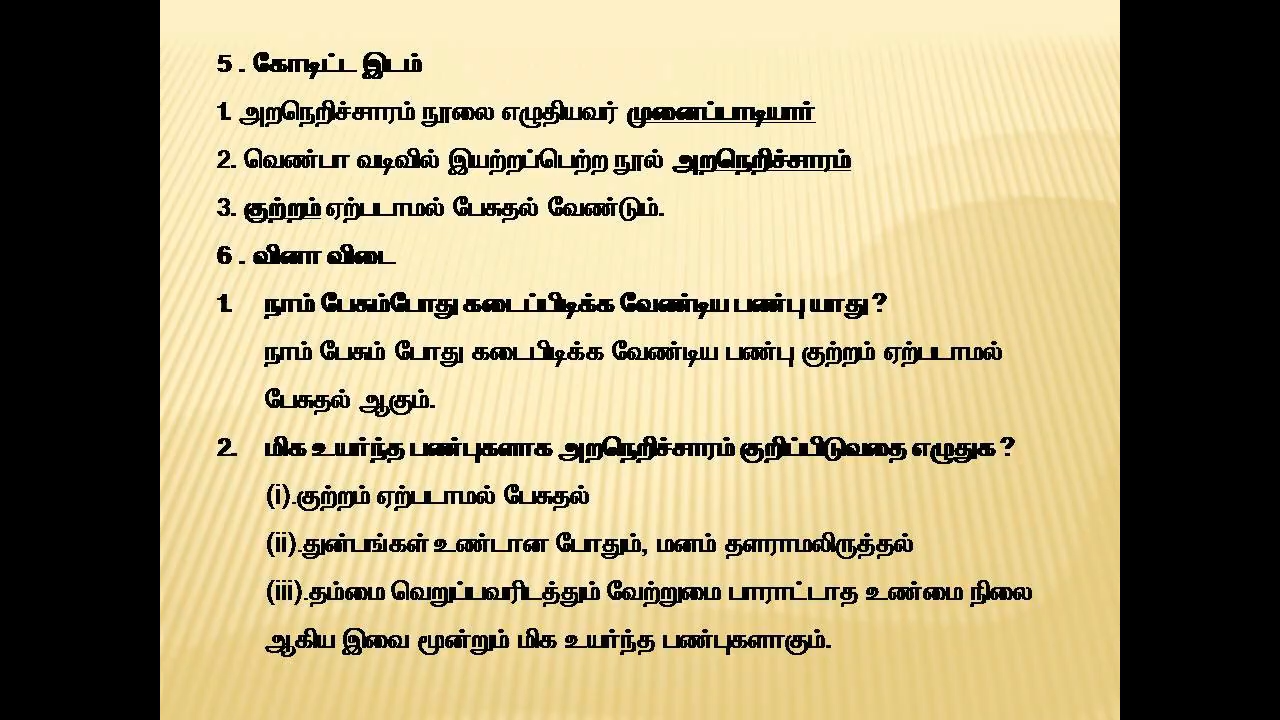 5 . கோடிட்ட இடம்
1. அறநெறிச்சாரம் நூலை எழுதியவர் முனைப்பாடியார்
2. வெண்பா வடிவில் இயற்றப்பெற்ற நூல் அறநெறிச்சாரம்
3. குற்றம் ஏற்படாமல் பேசுதல் வேண்டும்.
6 . வினா விடை
1. நாம் பேசும்போது கடைப்பிடிக்க வேண்டிய பண்பு யாது ?
நாம் பேசும் போது கடைபிடிக்க வேண்டிய பண்பு குற்றம் ஏற்படாமல்
பேசுதல் ஆகும்.
2. மிக உயர்ந்த பண்புகளாக அறநெறிச்சாரம் குறிப்பிடுவதை எழுதுக ?
(i).குற்றம் ஏற்படாமல் பேசுதல்
(ii).துன்பங்கள் உண்டான போதும், மனம் தளராமலிருத்தல்
(iii).தம்மை வெறுப்பவரிடத்தும் வேற்றுமை பாராட்டாத உண்மை நிலை
ஆகிய இவை மூன்றும் மிக உயர்ந்த பண்புகளாகும்.